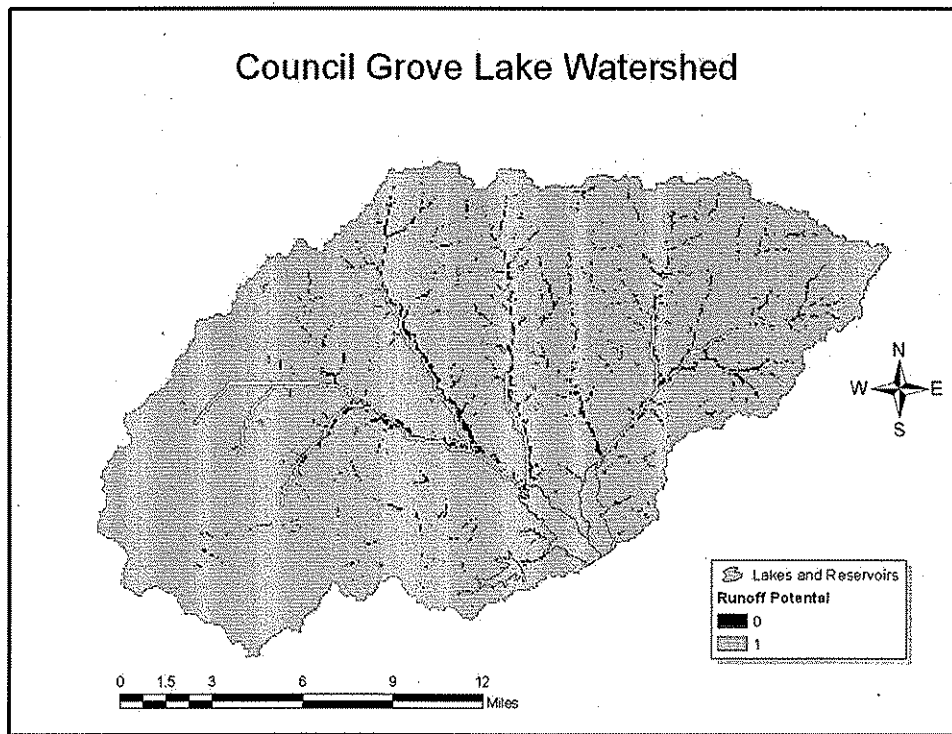 Council Grove Lake Watershed
N
W E
S
Lakes and Reservoirs
Runoff Potential
0
1
0 1.5 3 6 9 12
Miles